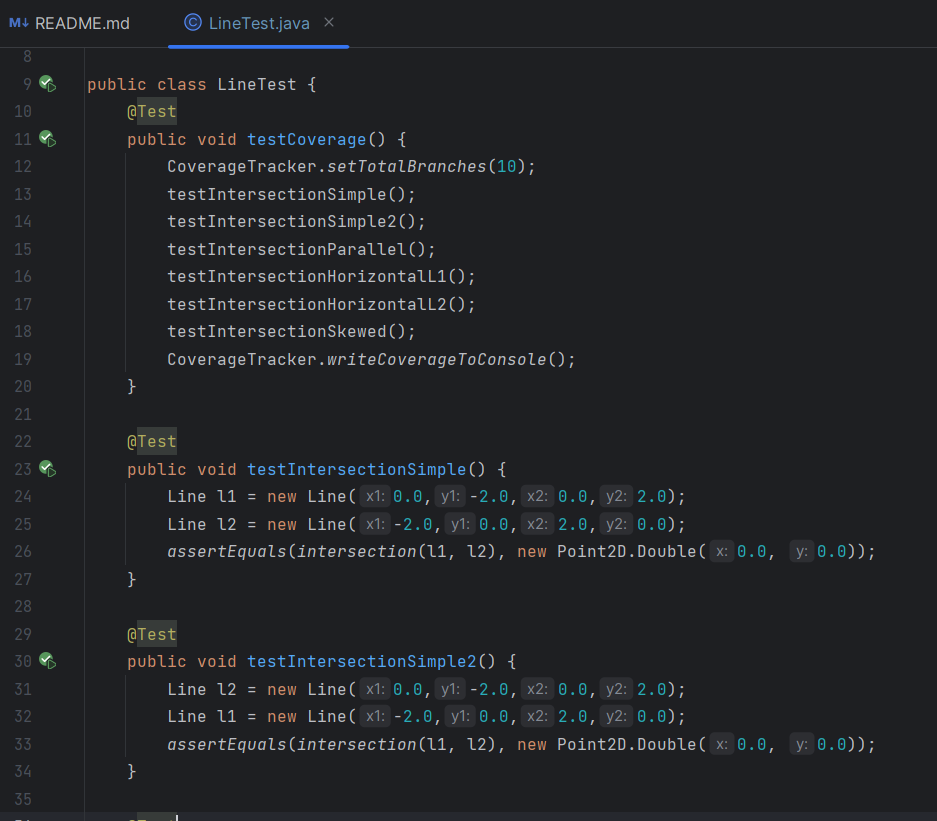 M↓ README.md
C LineTest.java ×
8
9 public class LineTest {
10 @Test
11 public void testCoverage() {
12 CoverageTracker.setTotalBranches(10);
13 testIntersectionSimple();
14 testIntersectionSimple2();
15 testIntersectionParallel();
16 testIntersectionHorizontalL1();
17 testIntersectionHorizontalL2();
18 testIntersectionSkewed();
19 CoverageTracker.writeCoverageToConsole();
20 }
21
22 @Test
23 public void testIntersectionSimple() {
24 Line l1 = new Line( x1: 0.0, y1: -2.0, x2: 0.0, y2: 2.0);
25 Line l2 = new Line( x1: -2.0, y1: 0.0, x2: 2.0, y2: 0.0);
26 assertEquals(intersection(l1, l2), new Point2D.Double( x: 0.0, y: 0.0));
27 }
28
29 @Test
30 public void testIntersectionSimple2() {
31 Line l2 = new Line( x1: 0.0, y1: -2.0, x2: 0.0, y2: 2.0);
32 Line l1 = new Line( x1: -2.0, y1: 0.0, x2: 2.0, y2: 0.0);
33 assertEquals(intersection(l1, l2), new Point2D.Double( x: 0.0, y: 0.0));
34 }
35